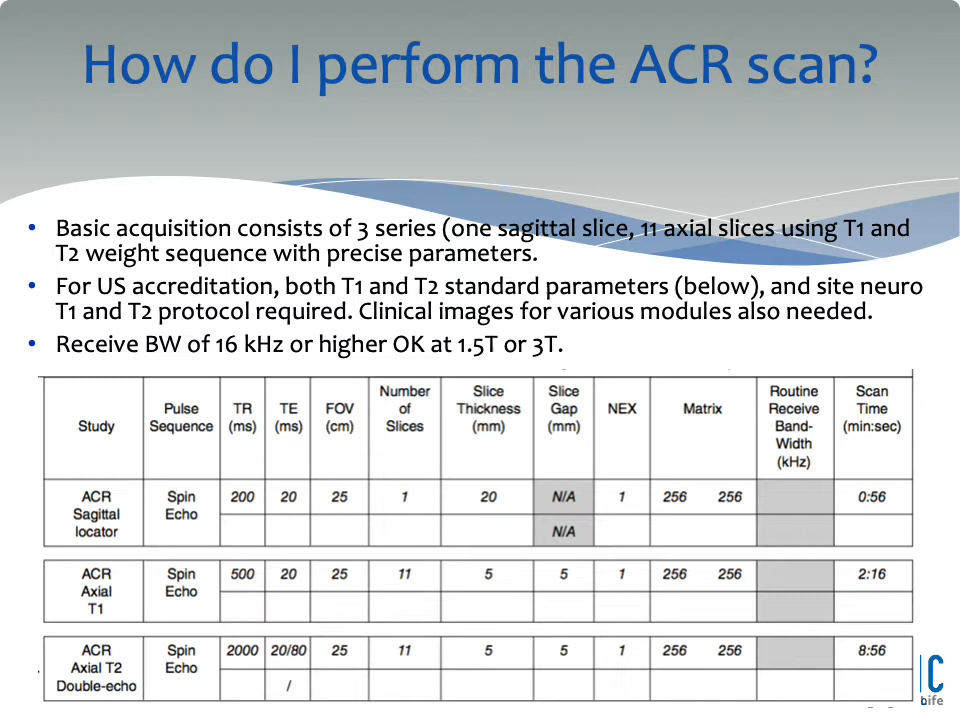 How do I perform the ACR scan?
• Basic acquisition consists of 3 series (one sagittal slice, 11 axial slices using T1 and
T2 weight sequence with precise parameters.
• For US accreditation, both T1 and T2 standard parameters (below), and site neuro
T1 and T2 protocol required. Clinical images for various modules also needed.
• Receive BW of 16 kHz or higher OK at 1.5T or 3T.
Study Pulse Sequence TR (ms) TE (ms) FOV (cm) Number of Slices Slice Thickness (mm) Slice Gap (mm) NEX Matrix Routine Receive Band-Width (kHz) Scan Time (min:sec)
ACR Sagittal locator Spin Echo 200 20 25 1 20 N/A 1 256 256 0:56
N/A
ACR Axial T1 Spin Echo 500 20 25 11 5 5 1 256 256 2:16
ACR Axial T2 Double-echo Spin Echo 2000 20/80 25 11 5 5 1 256 256 8:56
/
C